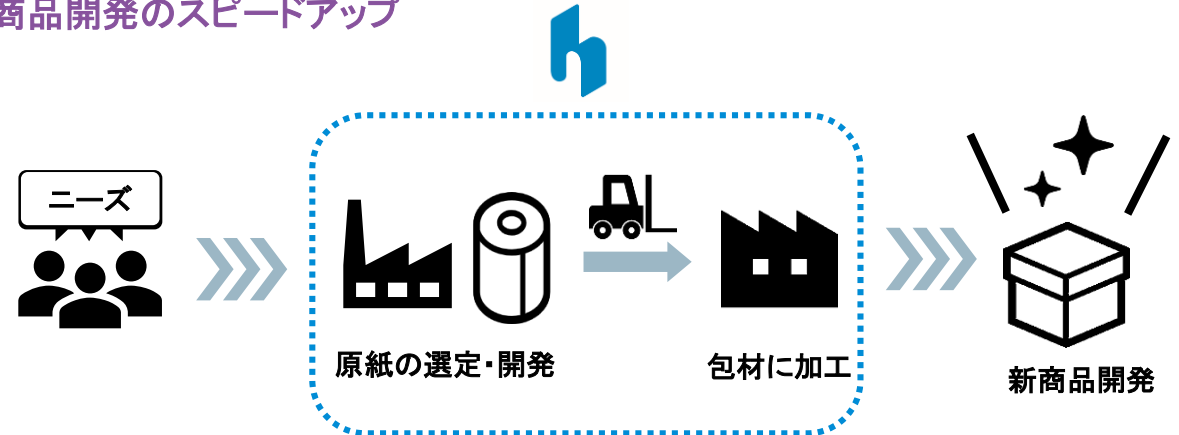 商品開発のスピードアップ
ニーズ
原紙の選定・開発
包材に加工
新商品開発